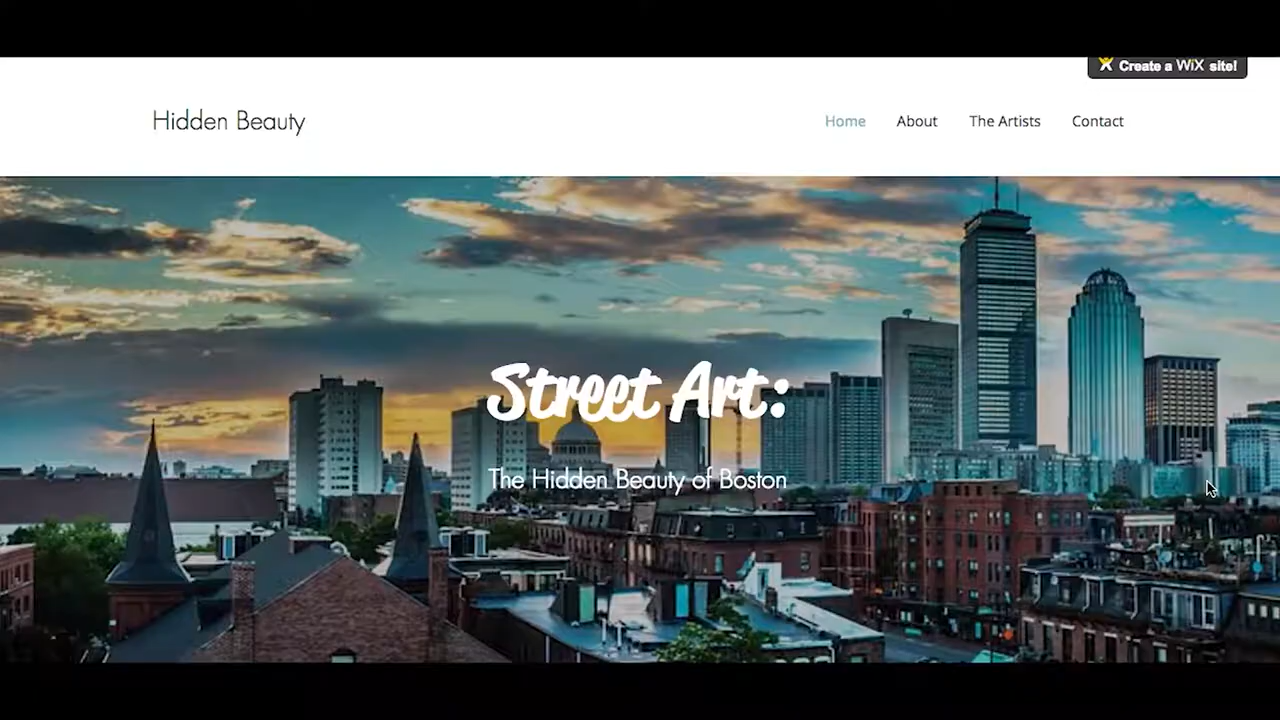 Create a WiX site!
Hidden Beauty
Home About The Artists Contact
Street Art:
The Hidden Beauty of Boston